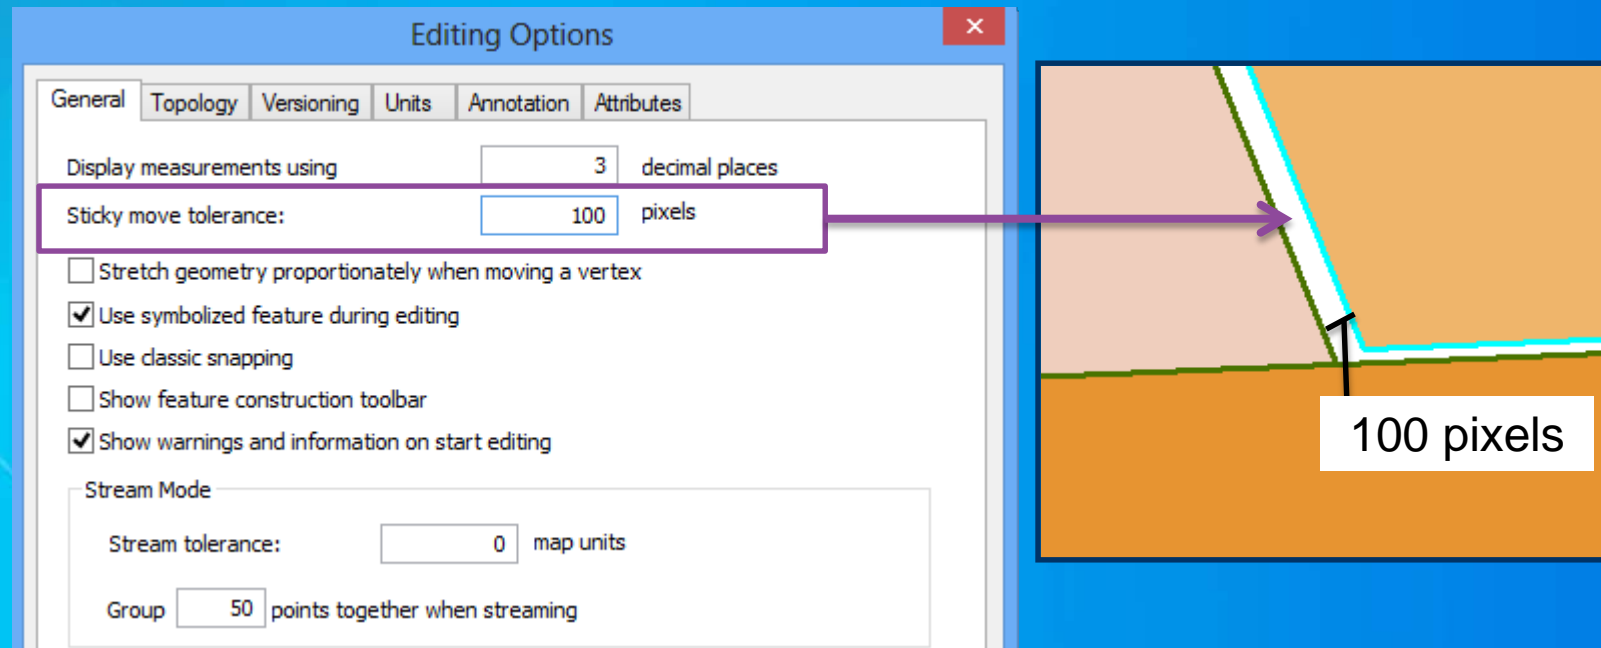 Editing Options
General Topology Versioning Units Annotation Attributes
Display measurements using 3 decimal places
Sticky move tolerance: 100 pixels
Stretch geometry proportionately when moving a vertex
Use symbolized feature during editing
Use classic snapping
Show feature construction toolbar
Show warnings and information on start editing
Stream Mode
Stream tolerance: 0 map units
Group 50 points together when streaming
100 pixels